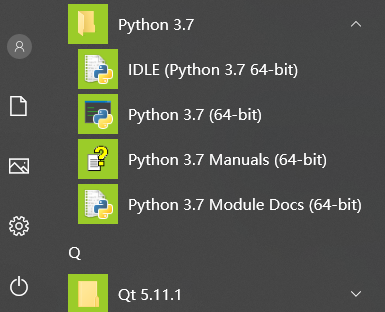 Python 3.7
IDLE (Python 3.7 64-bit)
Python 3.7 (64-bit)
Python 3.7 Manuals (64-bit)
Python 3.7 Module Docs (64-bit)
Q
Qt 5.11.1